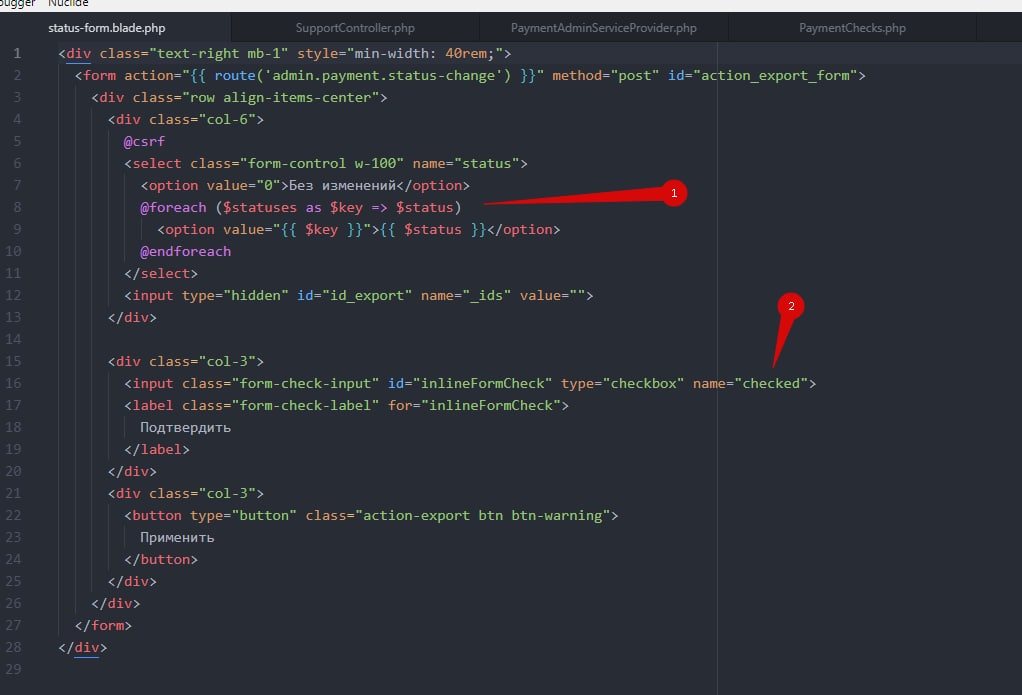 bugger Nuclide
status-form.blade.php SupportController.php PaymentAdminServiceProvider.php PaymentChecks.php
1 <div class="text-right mb-1" style="min-width: 40rem;">
2 <form action="{{ route('admin.payment.status-change') }}" method="post" id="action_export_form">
3 <div class="row align-items-center">
4 <div class="col-6">
5 @csrf
6 <select class="form-control w-100" name="status">
7 <option value="0">Без изменений</option>
8 @foreach ($statuses as $key => $status) 1
9 <option value="{{ $key }}">{{ $status }}</option>
10 @endforeach
11 </select>
12 <input type="hidden" id="id_export" name="_ids" value="">
13 </div>
2
14
15 <div class="col-3">
16 <input class="form-check-input" id="inlineFormCheck" type="checkbox" name="checked">
17 <label class="form-check-label" for="inlineFormCheck">
18 Подтвердить
19 </label>
20 </div>
21 <div class="col-3">
22 <button type="button" class="action-export btn btn-warning">
23 Применить
24 </button>
25 </div>
26 </div>
27 </form>
28 </div>
29